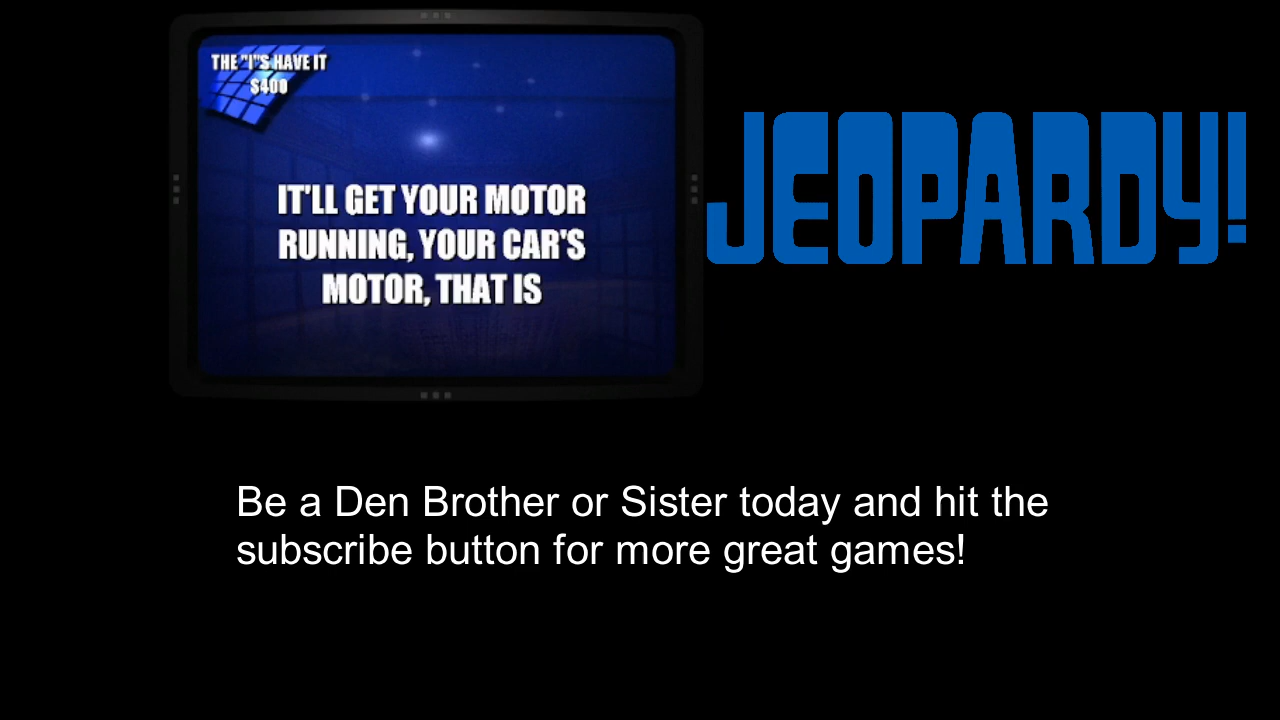 THE "I"S HAVE IT
$400
IT'LL GET YOUR MOTOR
RUNNING, YOUR CAR'S
MOTOR, THAT IS
JEOPARDY!
Be a Den Brother or Sister today and hit the
subscribe button for more great games!